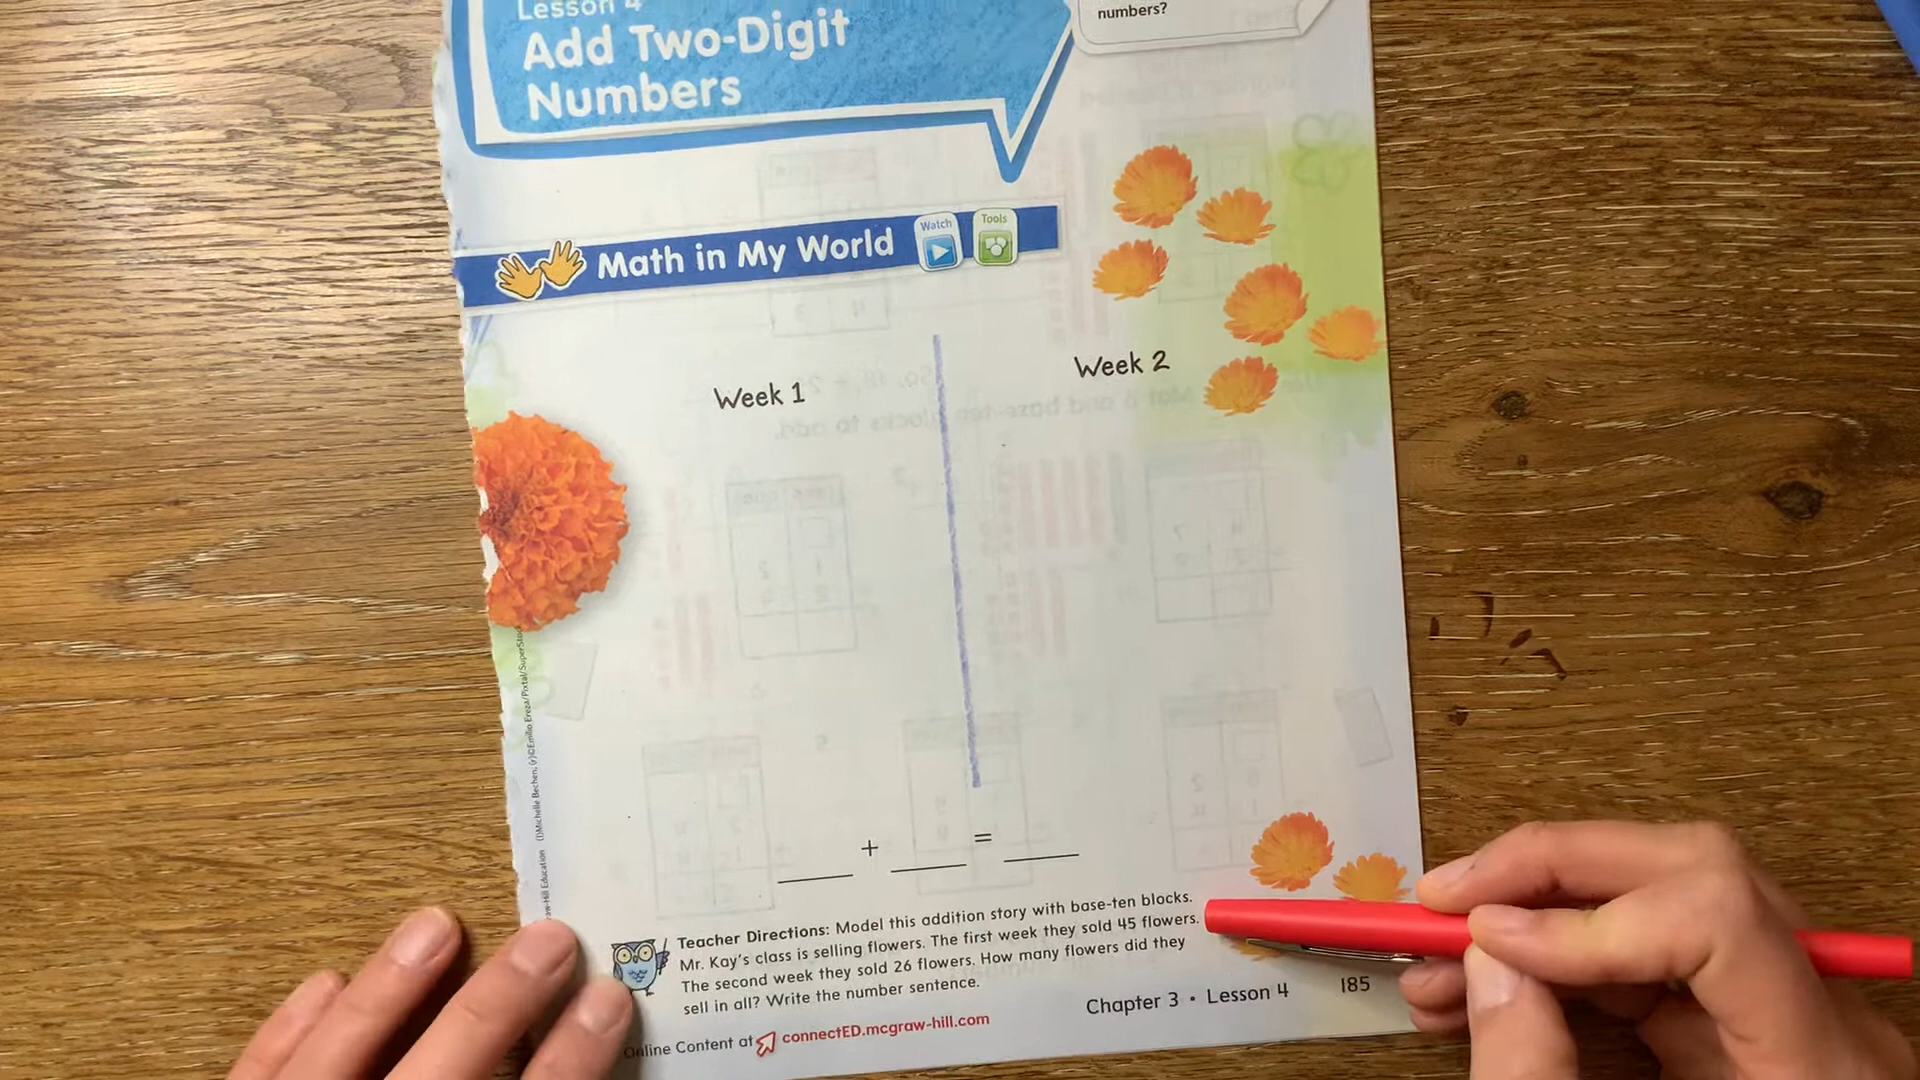 Lesson 4
Add Two-Digit
Numbers
numbers?
Math in My World
Watch
Tools
Week 1
Week 2
+ =
Teacher Directions: Model this addition story with base-ten blocks.
Mr. Kay's class is selling flowers. The first week they sold 45 flowers.
The second week they sold 26 flowers. How many flowers did they
sell in all? Write the number sentence.
Online Content at connectED.mcgraw-hill.com
Chapter 3 • Lesson 4
185